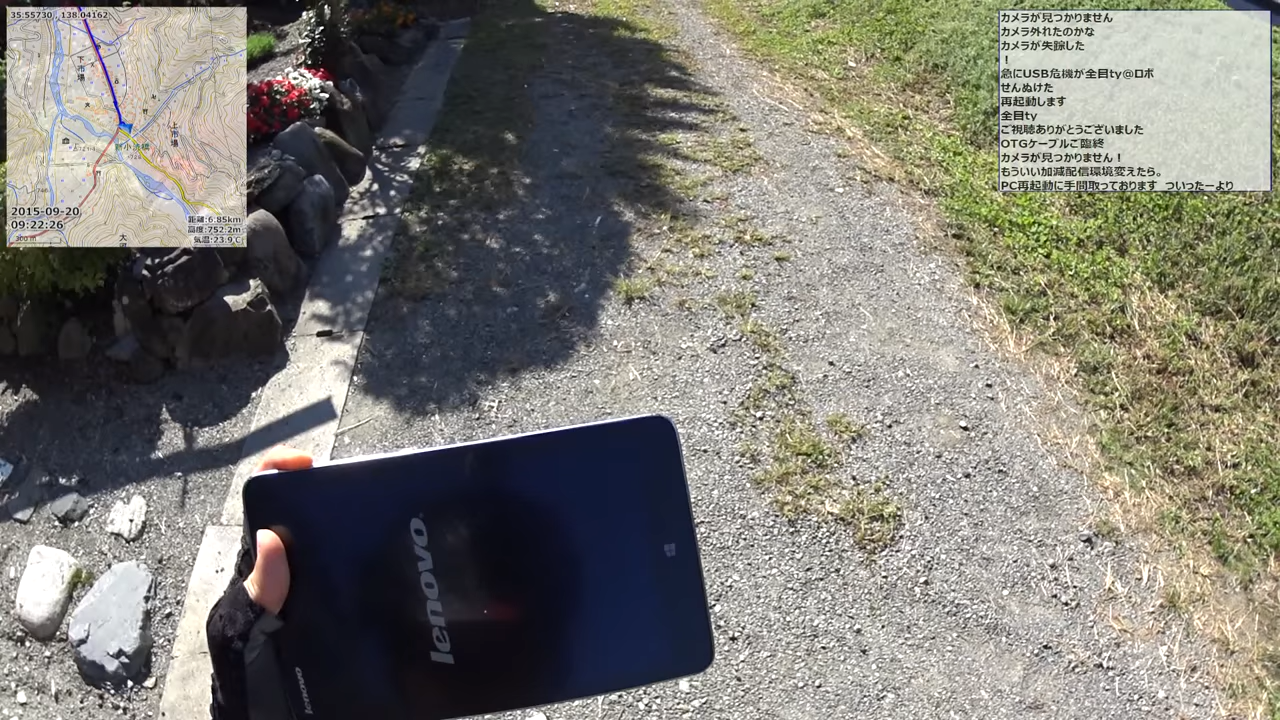 35:55730, 138.04162
下市場
上市場
2015-09-20
09:22:26
300 m
距離:6.85km
高度:752.2m
気温:23.9℃
カメラが見つかりません
カメラ外れたのかな
カメラが失踪した
！
急にUSB危機が全目ty@ロボ
せんぬけた
再起動します
全目ty
ご視聴ありがとうございました
OTGケーブルご臨終
カメラが見つかりません！
もういい加減配信環境変えたら。
PC再起動に手間取っております　ついったーより
lenovo
lenovo